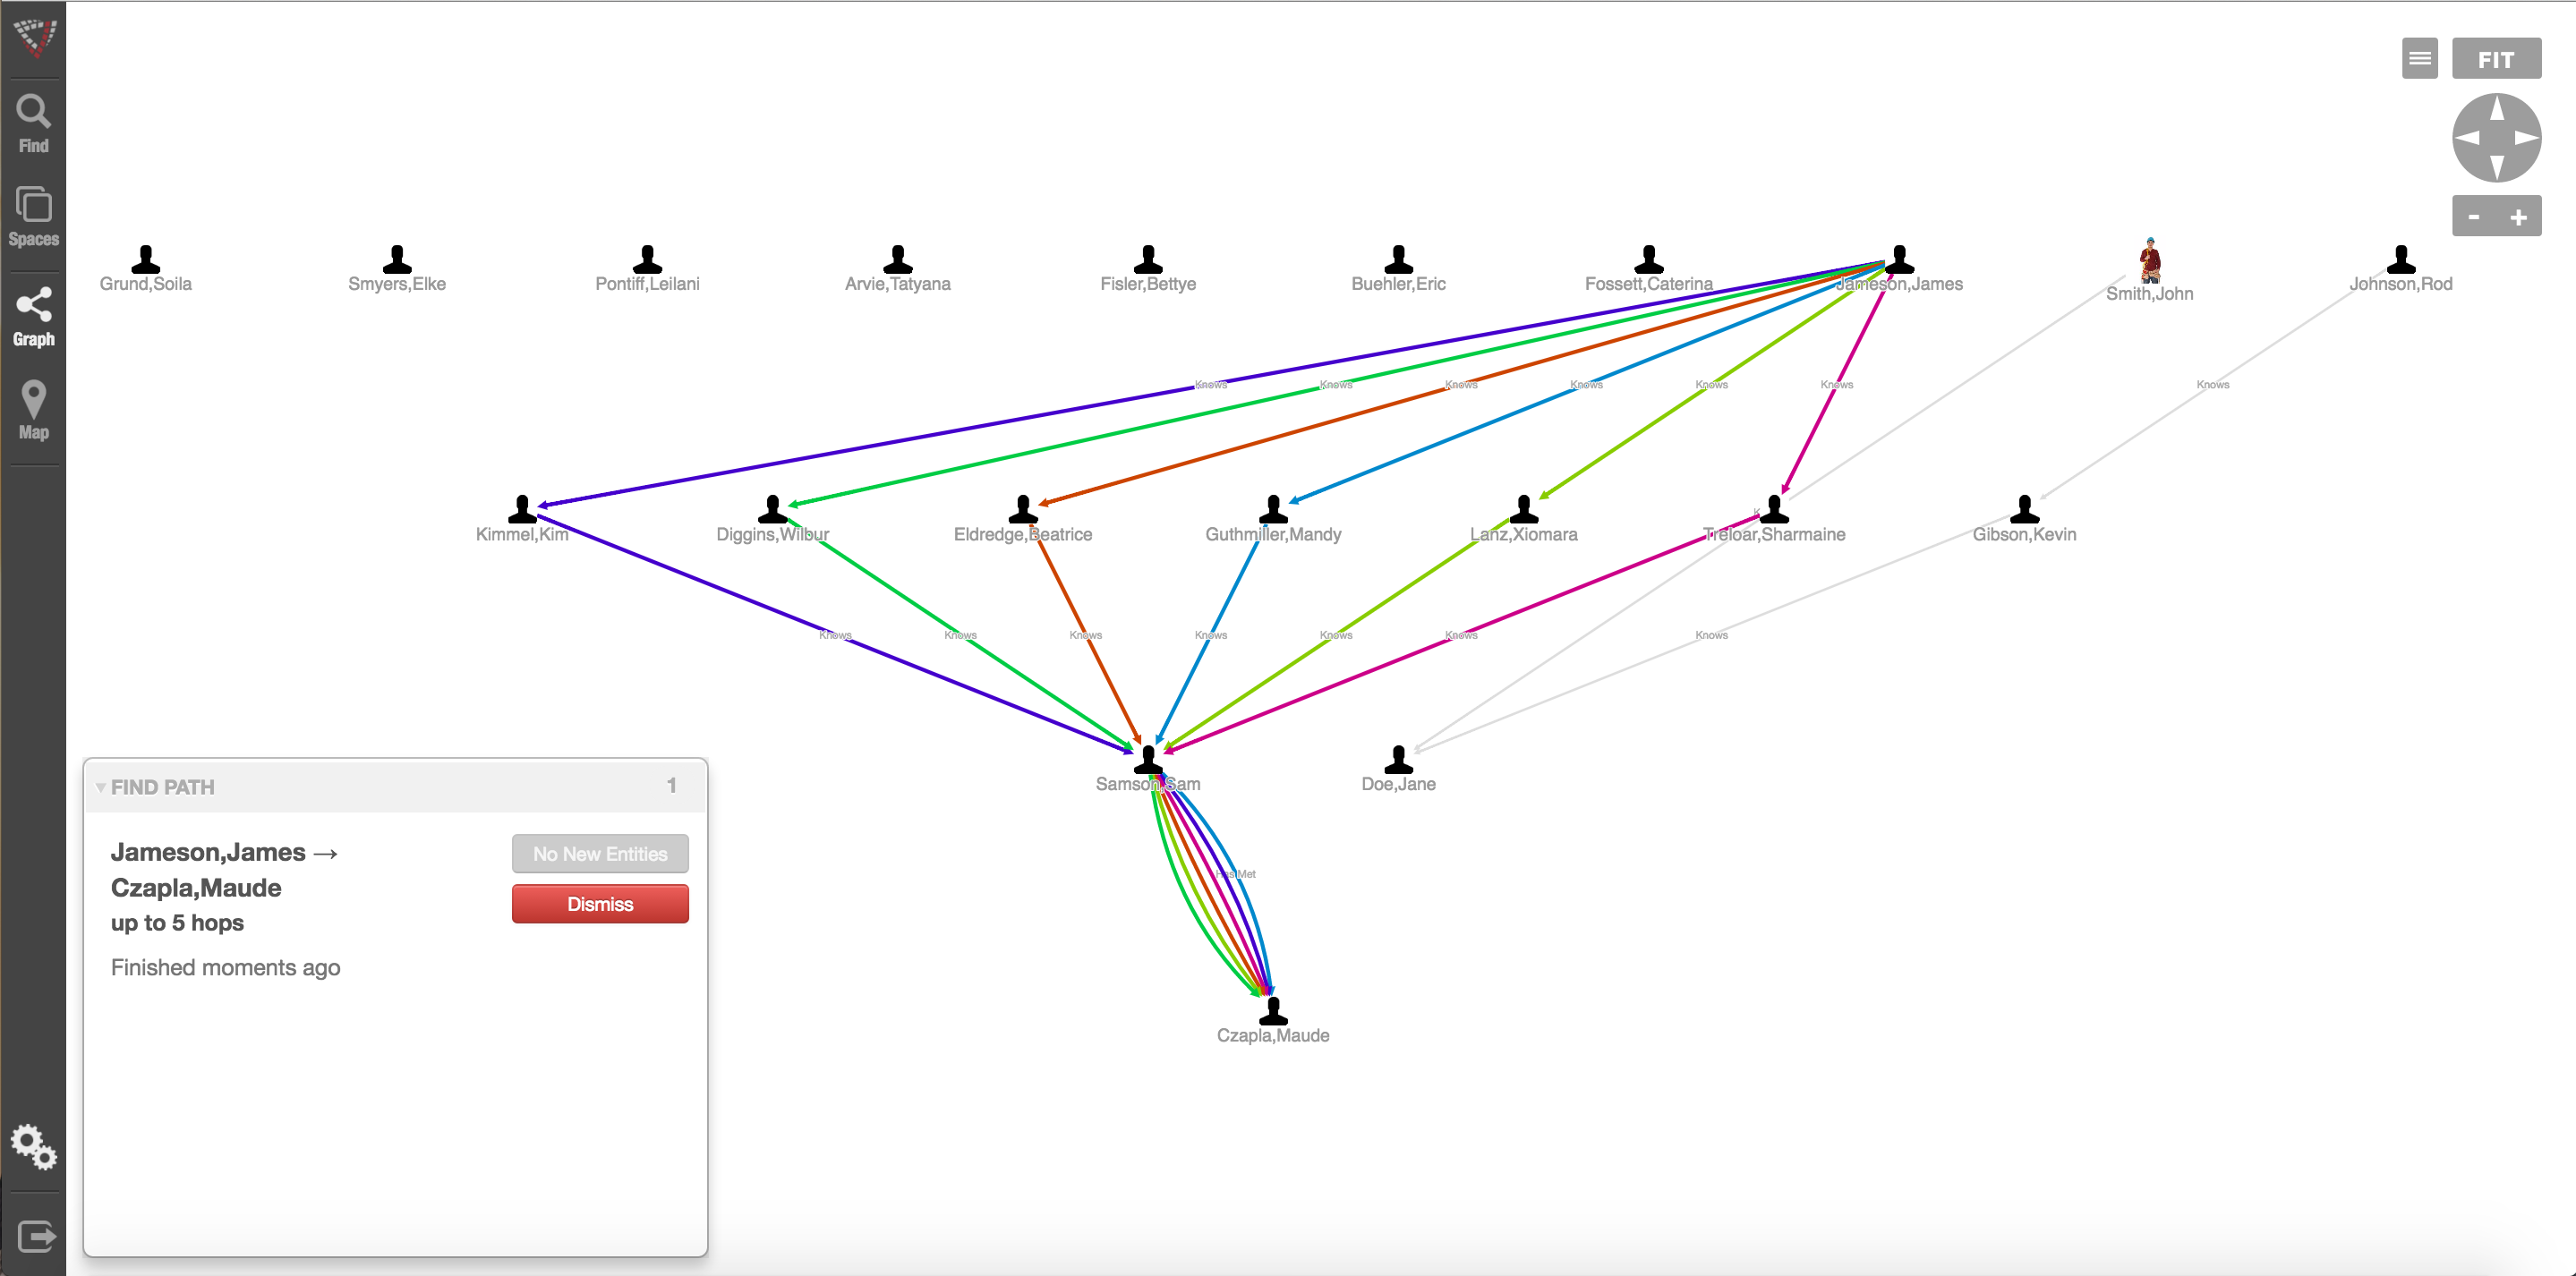 FIT
Find
Spaces
Graph
Map
- +
Grund,Soila
Smyers,Elke
Pontiff,Leilani
Arvie,Tatyana
Fisler,Bettye
Buehler,Eric
Fossett,Caterina
Jameson,James
Smith,John
Johnson,Rod
Knows
Knows
Knows
Knows
Knows
Knows
Knows
Kimmel,Kim
Diggins,Wilbur
Eldredge,Beatrice
Guthmiller,Mandy
Lanz,Xiomara
Treloar,Sharmaine
Gibson,Kevin
Knows
Knows
Knows
Knows
Knows
Knows
Knows
Samson,Sam
Doe,Jane
Has Met
Czapla,Maude
FIND PATH 1
Jameson,James →
Czapla,Maude
up to 5 hops
Finished moments ago
No New Entities
Dismiss